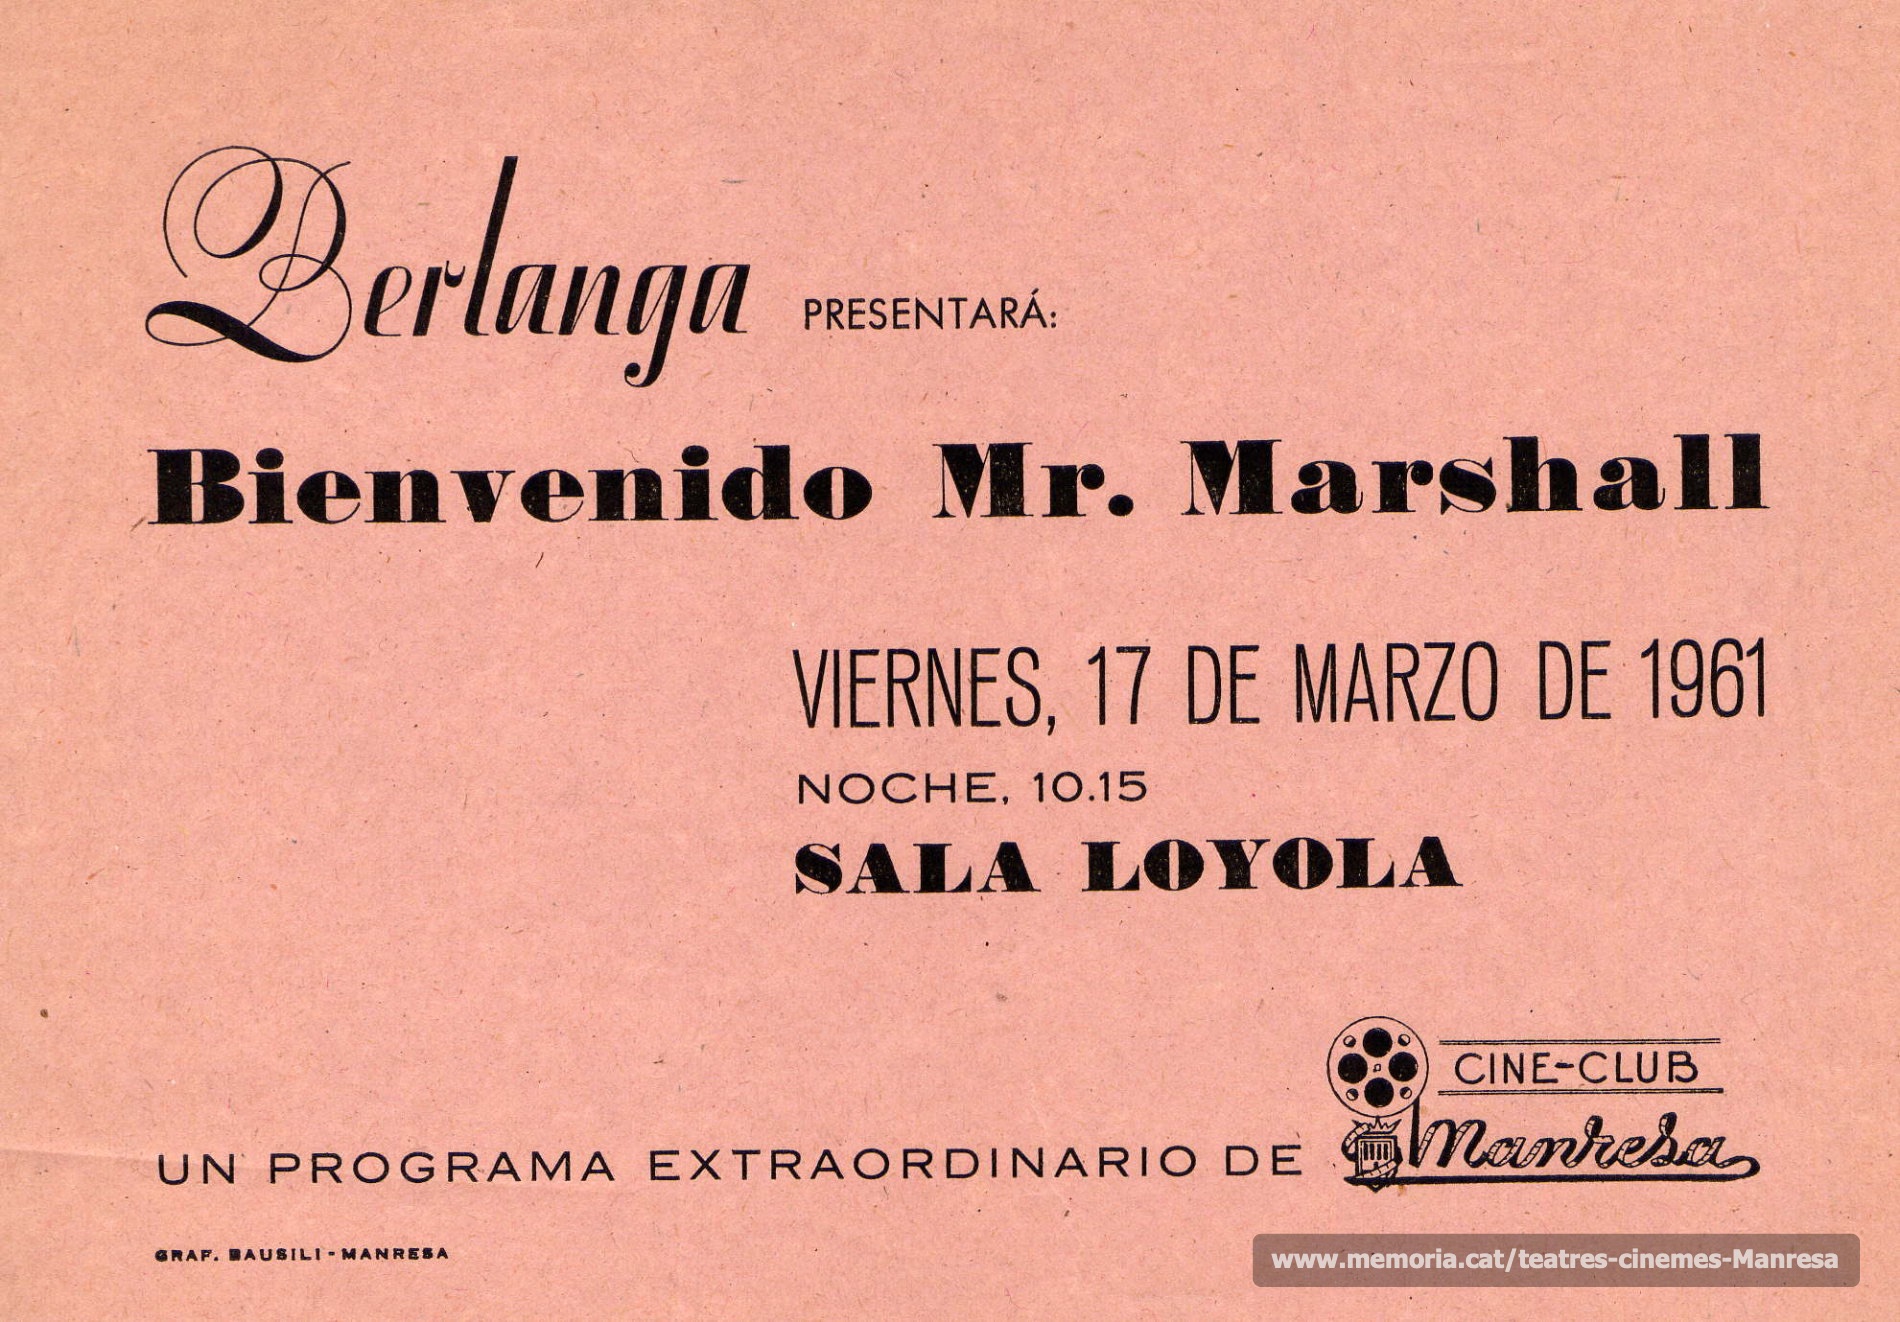 Berlanga PRESENTARÁ:
Bienvenido Mr. Marshall
VIERNES, 17 DE MARZO DE 1961
NOCHE, 10.15
SALA LOYOLA
CINE-CLUB
UN PROGRAMA EXTRAORDINARIO DE Manresa
GRAF. BAUSILI - MANRESA
www.memoria.cat/teatres-cinemes-Manresa